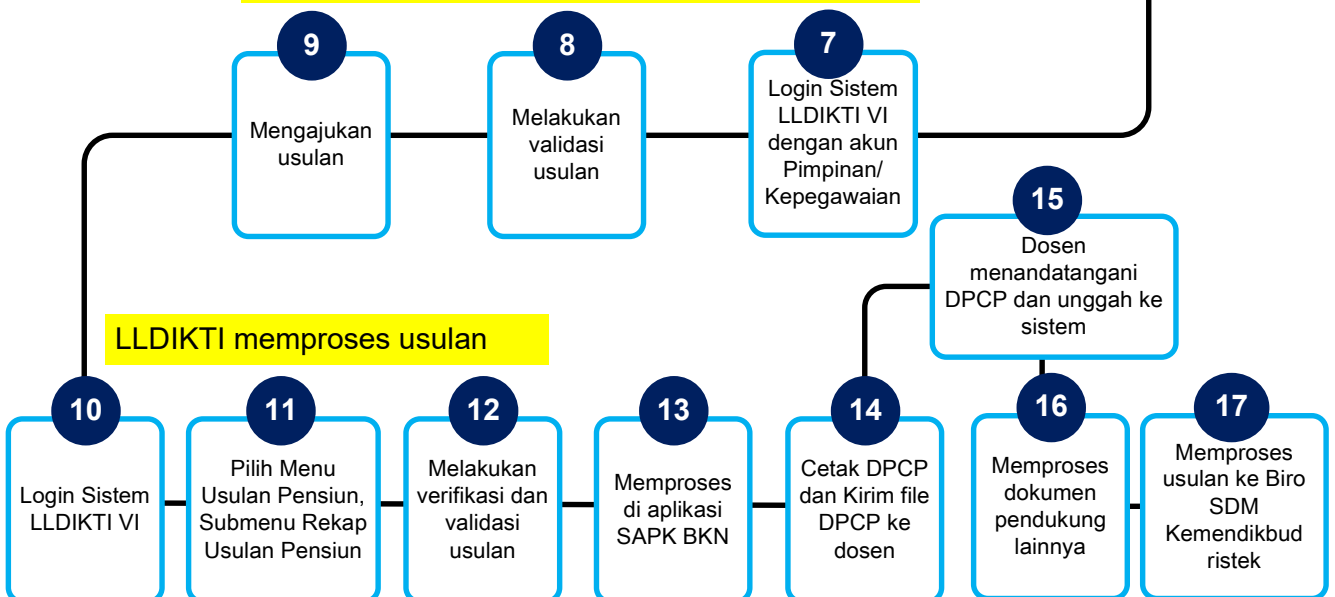 9
Mengajukan
usulan
8
Melakukan
validasi
usulan
7
Login Sistem
LLDIKTI VI
dengan akun
Pimpinan/
Kepegawaian
15
Dosen
menandatangani
DPCP dan unggah ke
sistem
LLDIKTI memproses usulan
10
Login Sistem
LLDIKTI VI
11
Pilih Menu
Usulan Pensiun,
Submenu Rekap
Usulan Pensiun
12
Melakukan
verifikasi dan
validasi
usulan
13
Memproses
di aplikasi
SAPK BKN
14
Cetak DPCP
dan Kirim file
DPCP ke
dosen
16
Memproses
dokumen
pendukung
lainnya
17
Memproses
usulan ke Biro
SDM
Kemendikbud
ristek